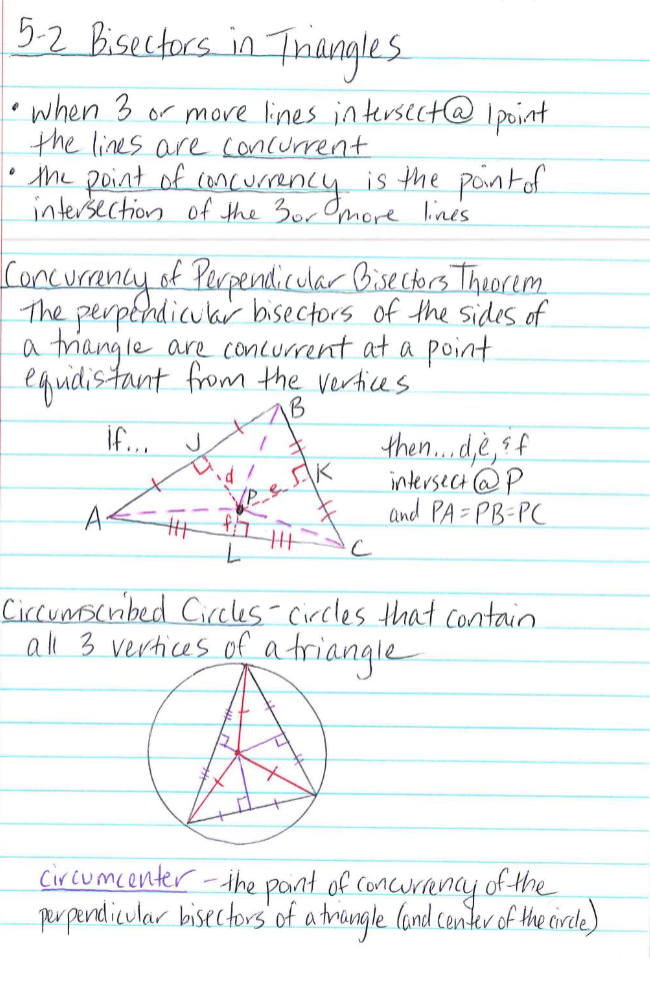 5-2 Bisectors in Triangles
• when 3 or more lines intersect @ 1 point
the lines are concurrent
• the point of concurrency is the point of
intersection of the 3 or more lines
Concurrency of Perpendicular Bisectors Theorem
The perpendicular bisectors of the sides of
a triangle are concurrent at a point
equidistant from the vertices
B
if... J
then... d, e, & f
d
K
P e
intersect @ P
A
f
and PA = PB = PC
L
C
Circumscribed Circles - circles that contain
all 3 vertices of a triangle
circumcenter - the point of concurrency of the
perpendicular bisectors of a triangle (and center of the circle)